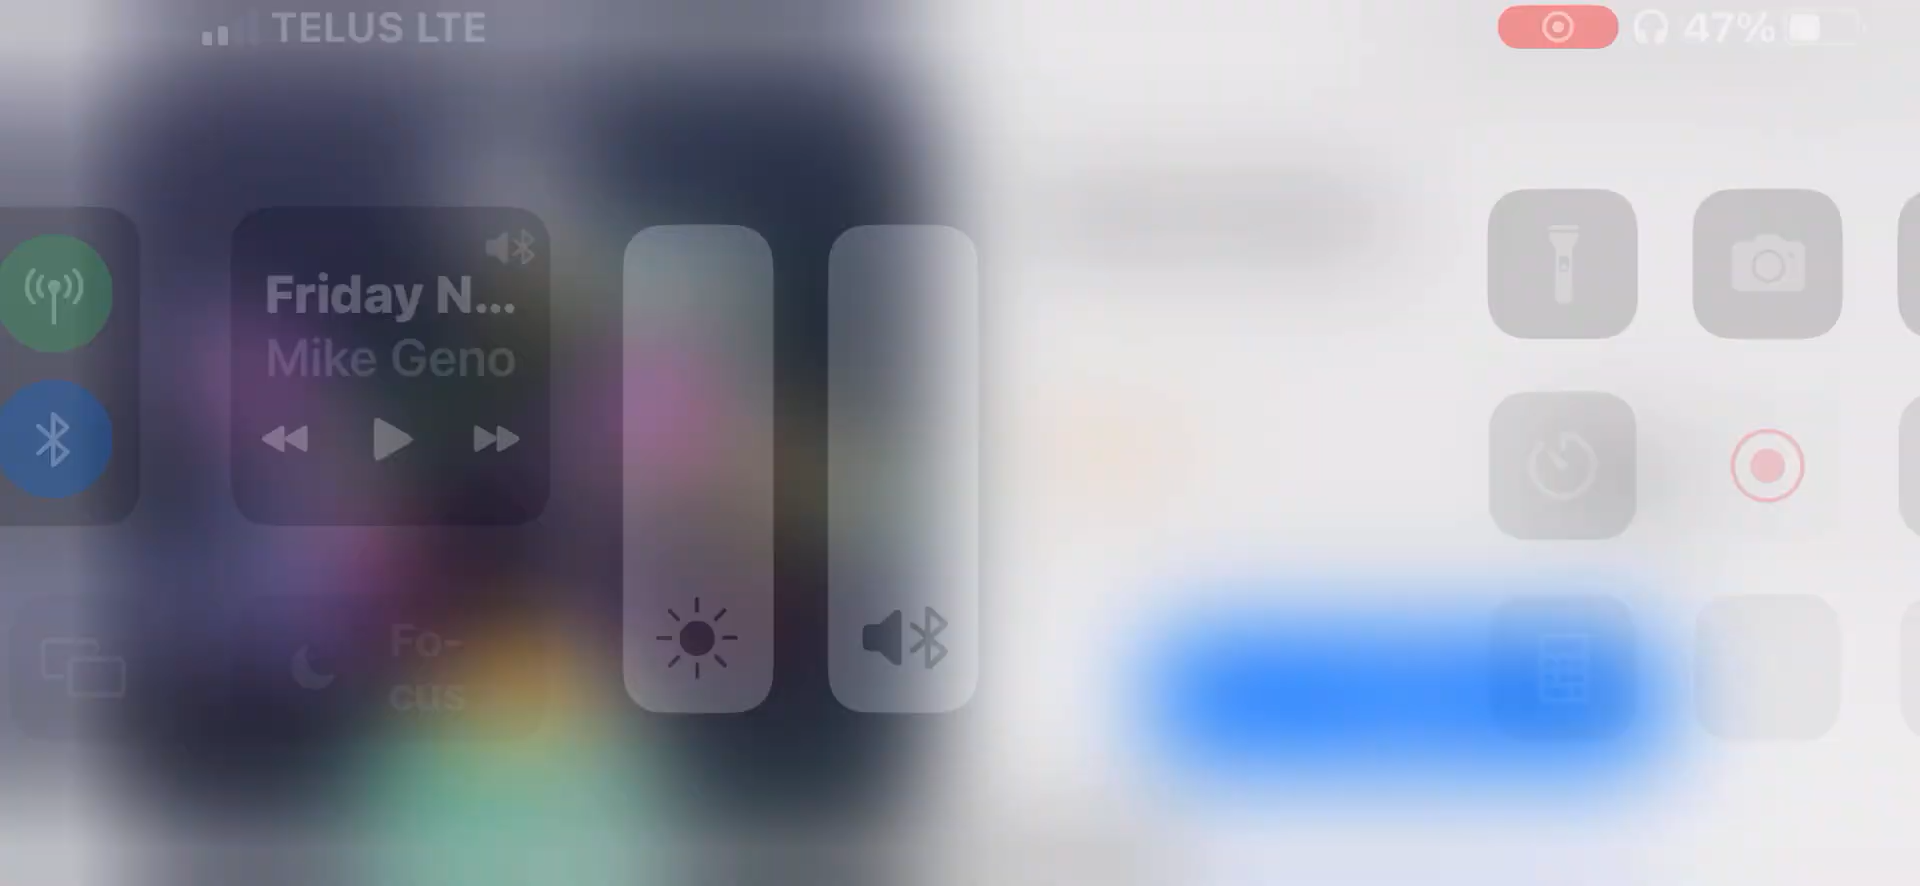 TELUS LTE
47%
Friday N...
Mike Geno
Fo-
cus